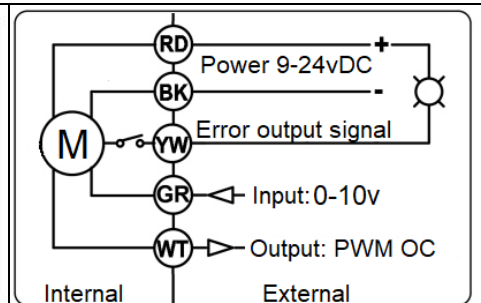 RD
+
Power 9-24vDC
BK
-
M
YW
Error output signal
GR
Input: 0-10v
WT
Output: PWM OC
Internal
External